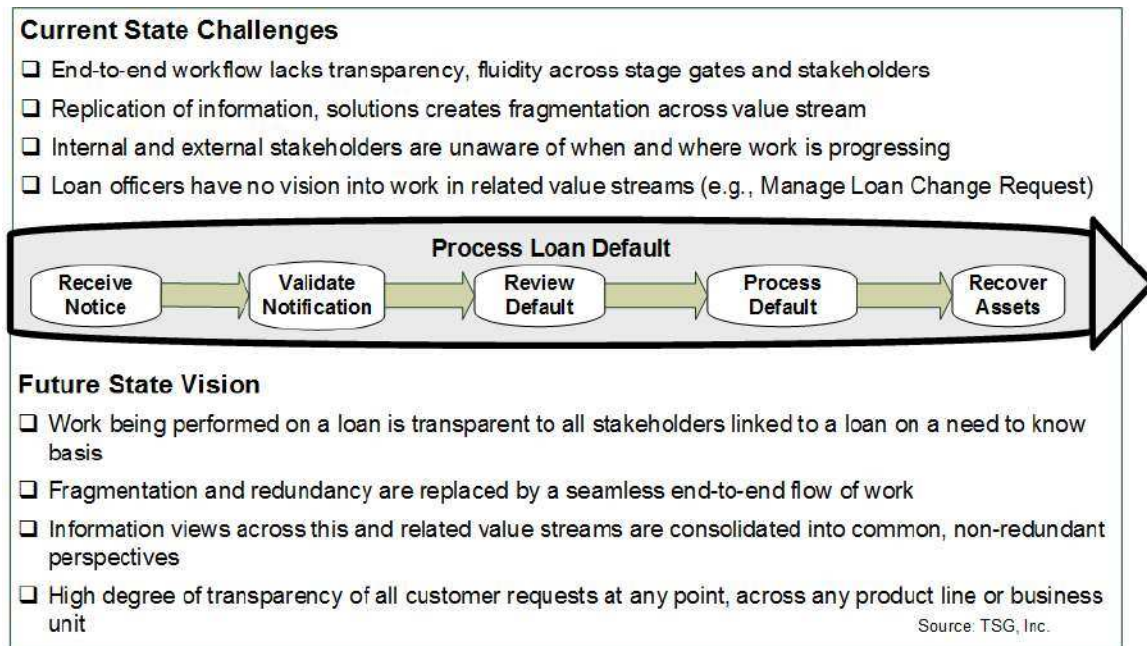 Current State Challenges
❑ End-to-end workflow lacks transparency, fluidity across stage gates and stakeholders
❑ Replication of information, solutions creates fragmentation across value stream
❑ Internal and external stakeholders are unaware of when and where work is progressing
❑ Loan officers have no vision into work in related value streams (e.g., Manage Loan Change Request)
Process Loan Default
Receive
Notice
Validate
Notification
Review
Default
Process
Default
Recover
Assets
Future State Vision
❑ Work being performed on a loan is transparent to all stakeholders linked to a loan on a need to know
basis
❑ Fragmentation and redundancy are replaced by a seamless end-to-end flow of work
❑ Information views across this and related value streams are consolidated into common, non-redundant
perspectives
❑ High degree of transparency of all customer requests at any point, across any product line or business
unit
Source: TSG, Inc.